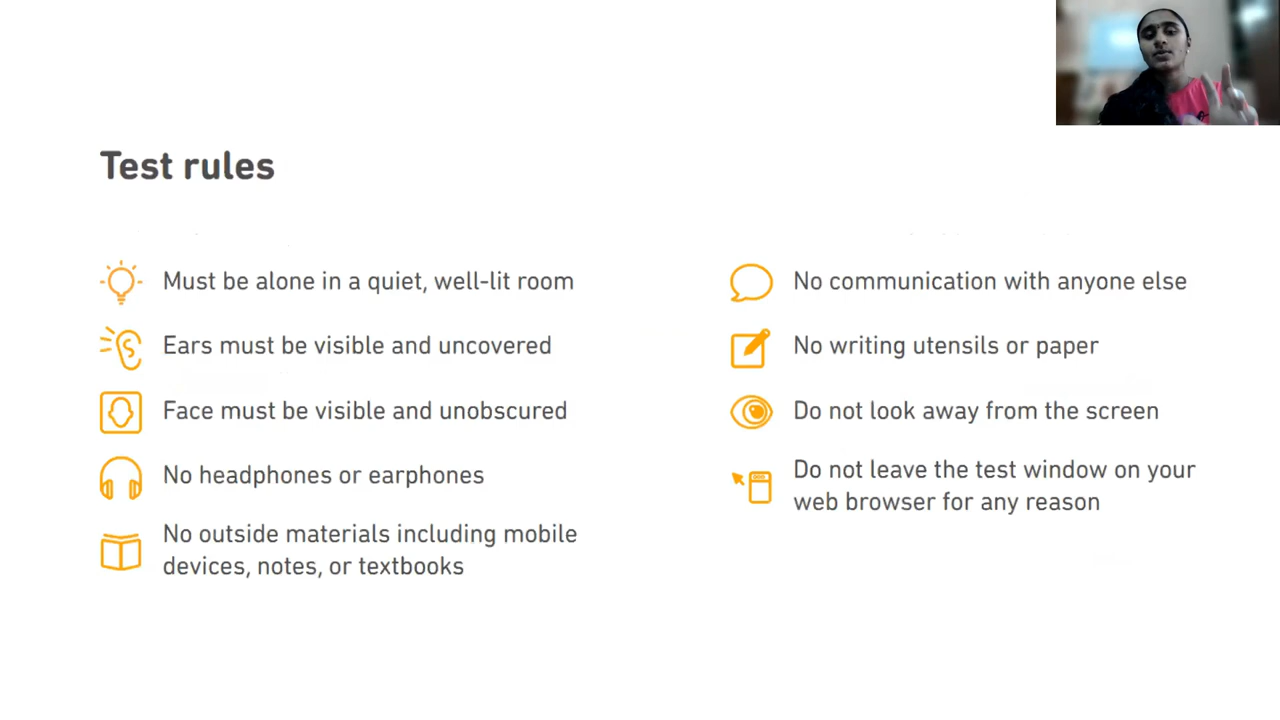 Test rules
Must be alone in a quiet, well-lit room
Ears must be visible and uncovered
Face must be visible and unobscured
No headphones or earphones
No outside materials including mobile
devices, notes, or textbooks
No communication with anyone else
No writing utensils or paper
Do not look away from the screen
Do not leave the test window on your
web browser for any reason